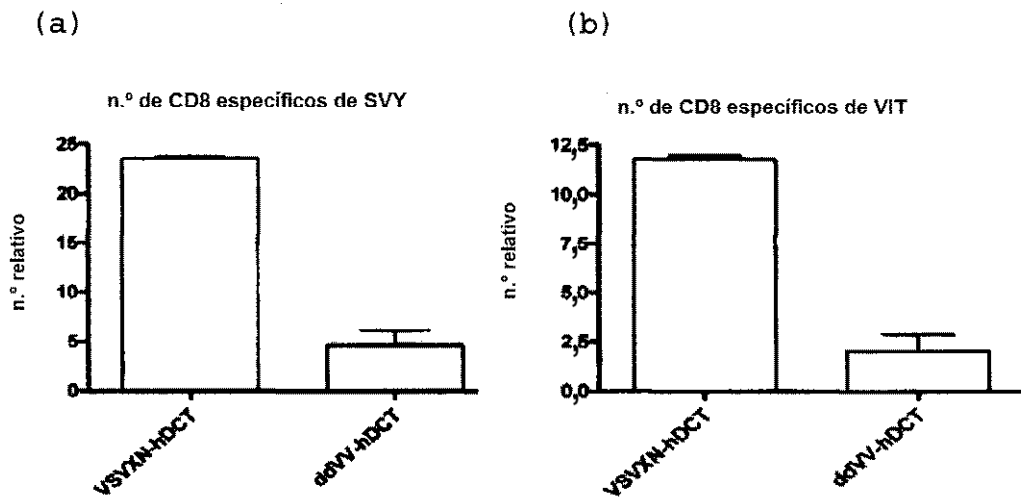 (a)
n.º de CD8 específicos de SVY
n.º relativo
25
20
15
10
5
0
VSVXN-hDCT
ddVV-hDCT
(b)
n.º de CD8 específicos de VIT
n.º relativo
12,5
10,0
7,5
5,0
2,5
0,0
VSVXN-hDCT
ddVV-hDCT